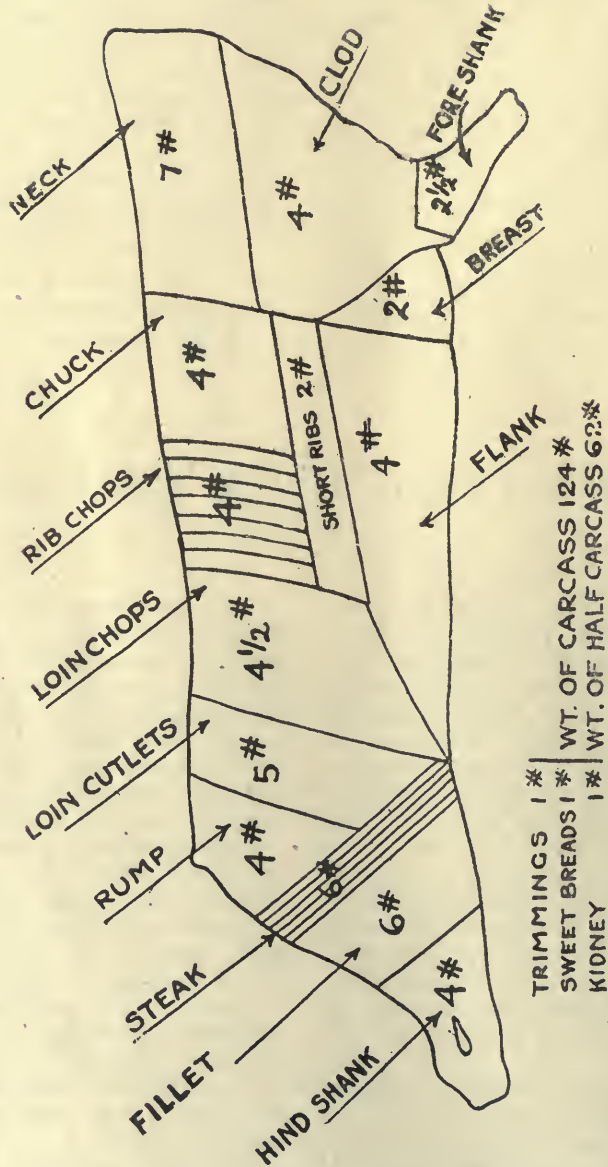 NECK
CHUCK
RIB CHOPS
LOIN CHOPS
LOIN CUTLETS
RUMP
STEAK
FILLET
HIND SHANK
7#
4#
4#
4½#
5#
4#
6#
6#
4#
CLOD
4#
SHORT RIBS 2#
4#
2#
2½#
FORESHANK
BREAST
FLANK
TRIMMINGS 1#
SWEET BREADS 1#
KIDNEY 1#
WT. OF CARCASS 124#
WT. OF HALF CARCASS 62#